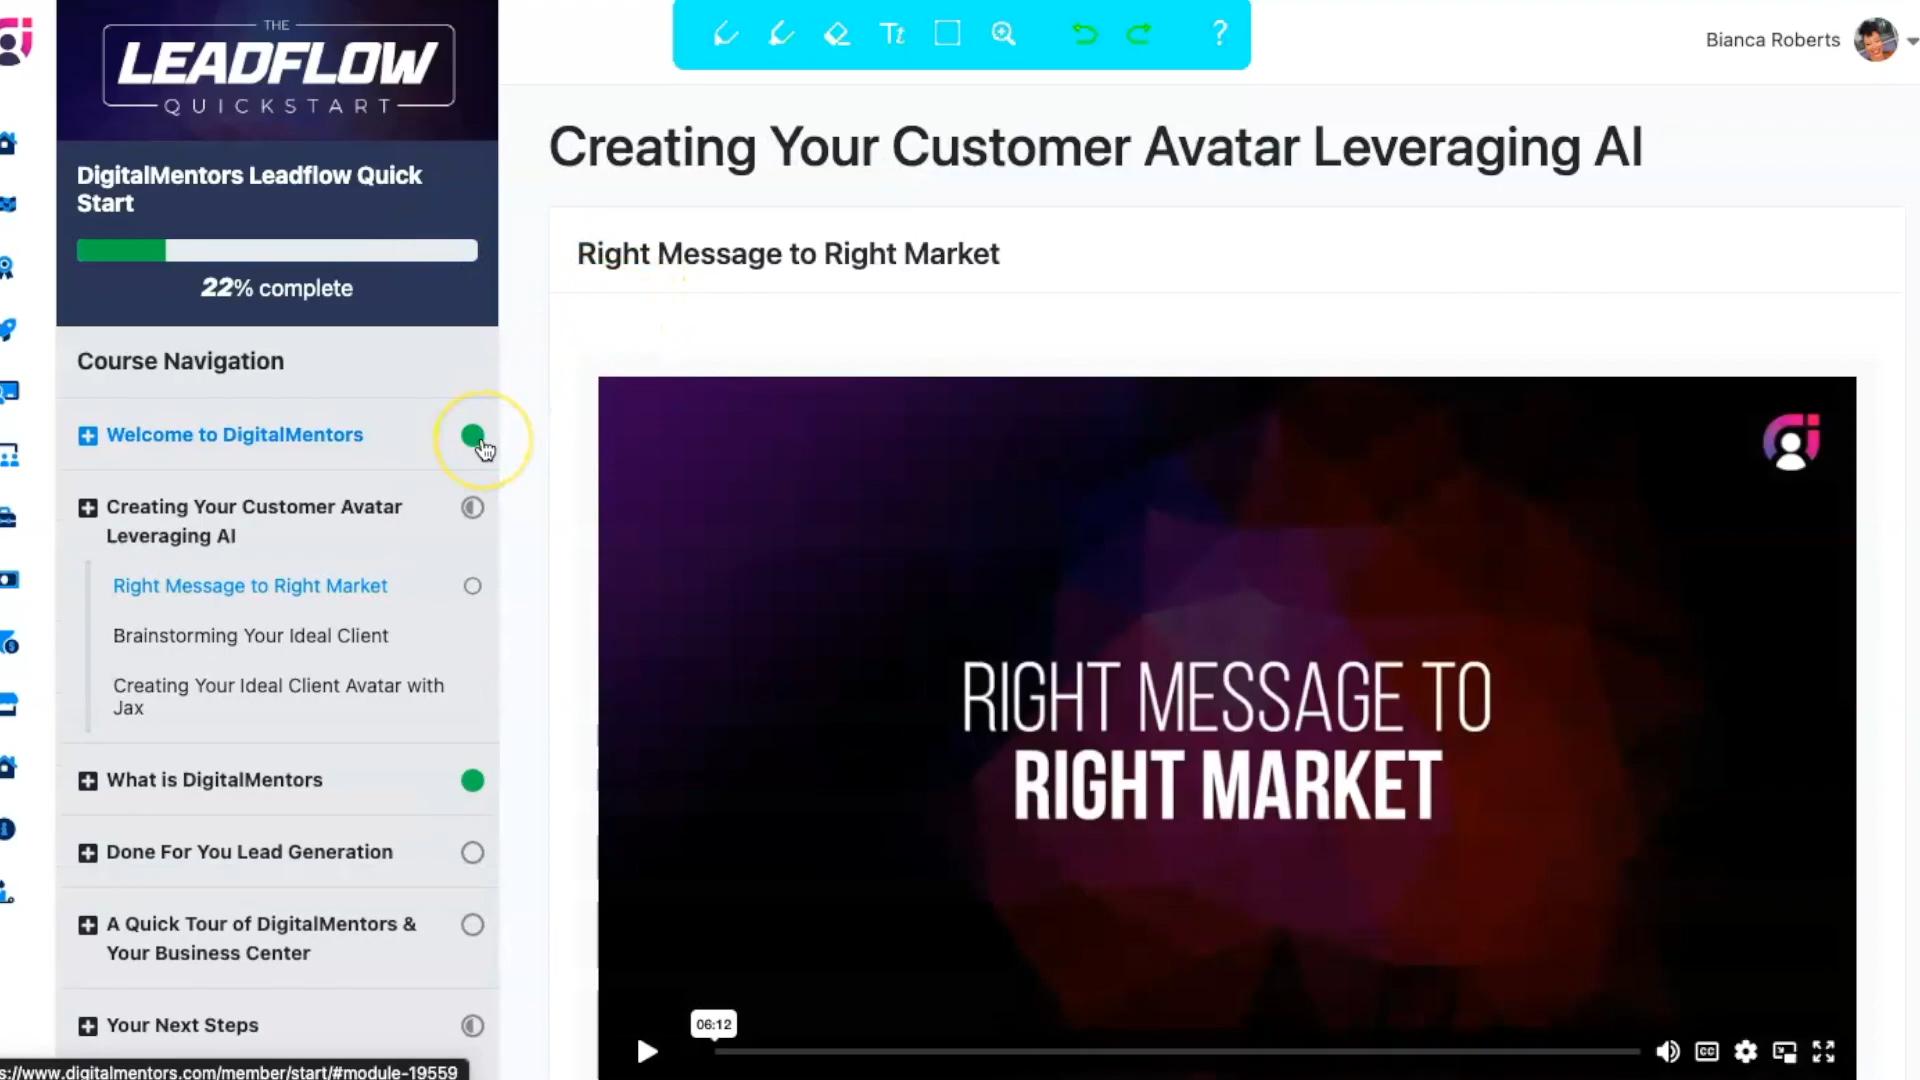 THE
LEADFLOW
QUICKSTART
DigitalMentors Leadflow Quick
Start
22% complete
Course Navigation
Welcome to DigitalMentors
Creating Your Customer Avatar
Leveraging AI
Right Message to Right Market
Brainstorming Your Ideal Client
Creating Your Ideal Client Avatar with
Jax
What is DigitalMentors
Done For You Lead Generation
A Quick Tour of DigitalMentors &
Your Business Center
Your Next Steps
s://www.digitalmentors.com/member/start/#module-19559
Tt
?
Bianca Roberts
Creating Your Customer Avatar Leveraging AI
Right Message to Right Market
RIGHT MESSAGE TO
RIGHT MARKET
06:12
CC